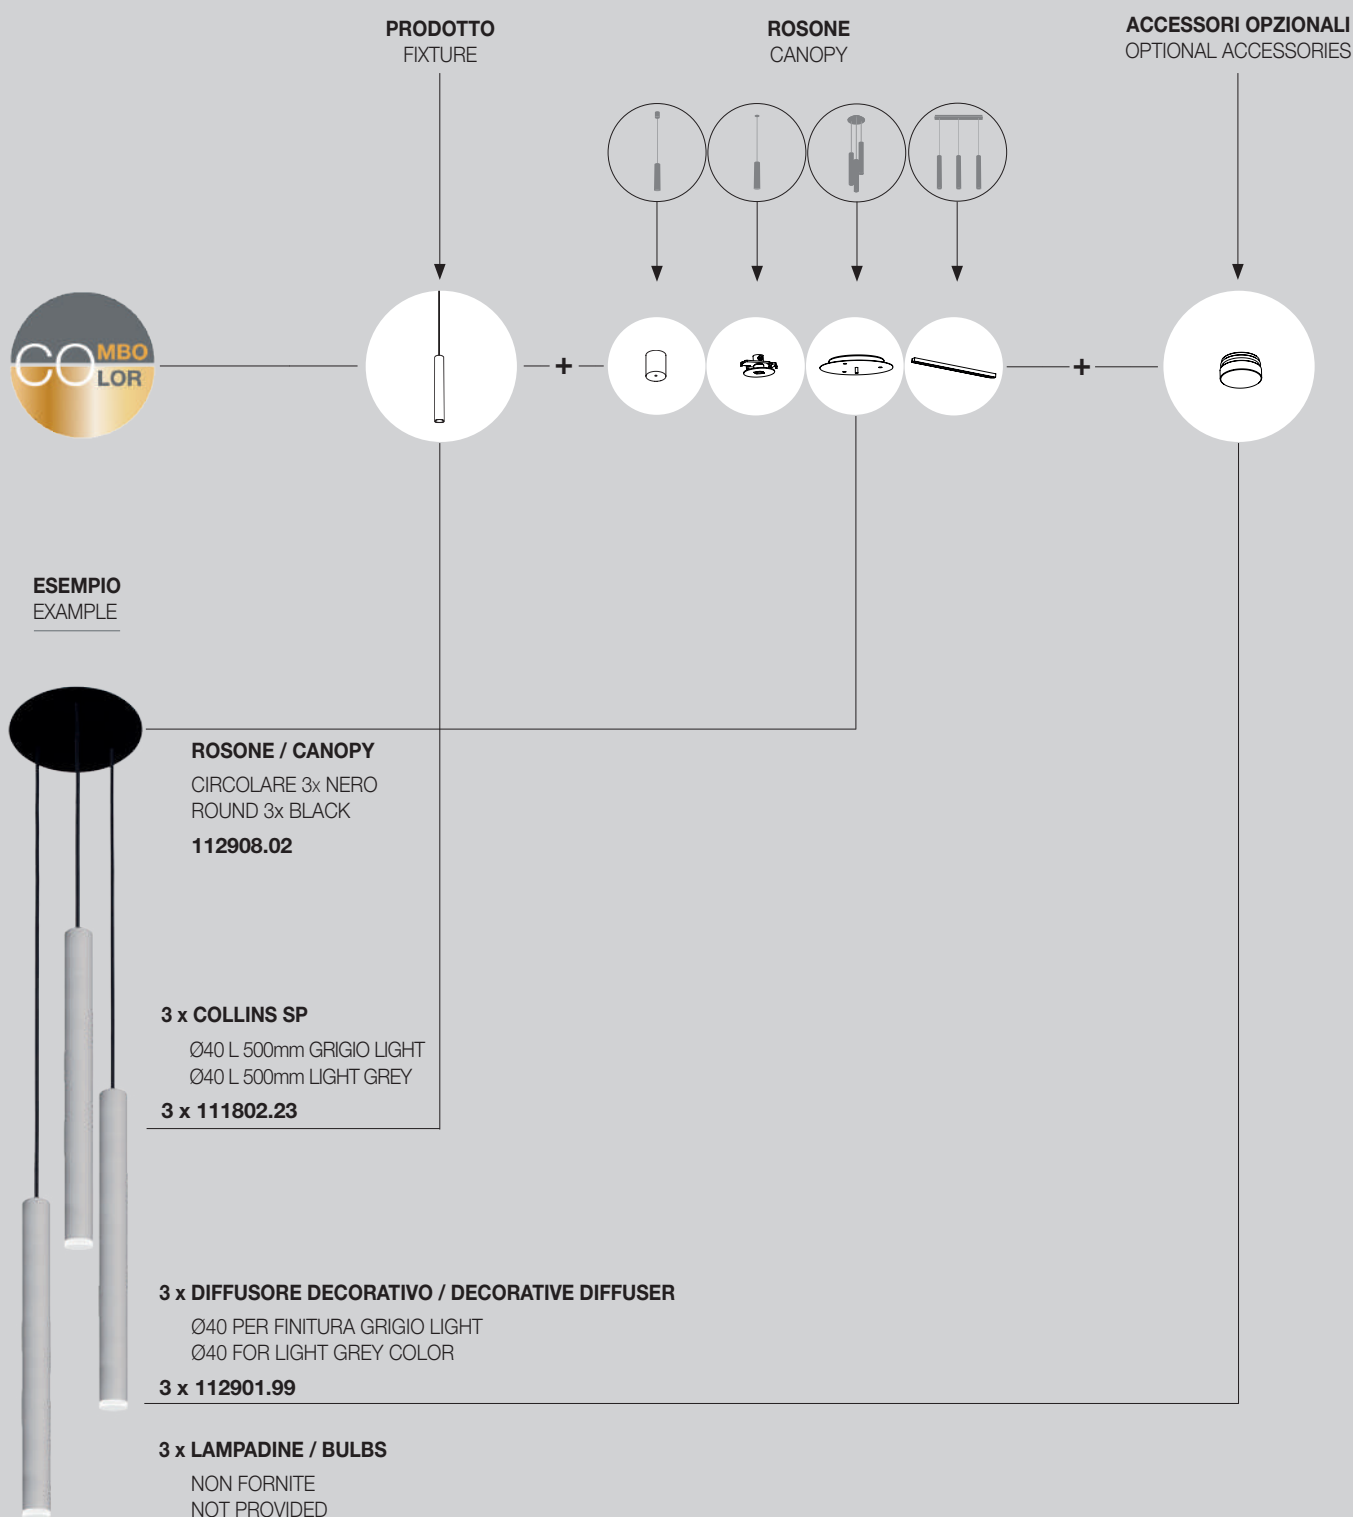 PRODOTTO
FIXTURE
ROSONE
CANOPY
ACCESSORI OPZIONALI
OPTIONAL ACCESSORIES
+
+
COMBO
COLOR
ESEMPIO
EXAMPLE
ROSONE / CANOPY
CIRCOLARE 3x NERO
ROUND 3x BLACK
112908.02
3 x COLLINS SP
Ø40 L 500mm GRIGIO LIGHT
Ø40 L 500mm LIGHT GREY
3 x 111802.23
3 x DIFFUSORE DECORATIVO / DECORATIVE DIFFUSER
Ø40 PER FINITURA GRIGIO LIGHT
Ø40 FOR LIGHT GREY COLOR
3 x 112901.99
3 x LAMPADINE / BULBS
NON FORNITE
NOT PROVIDED